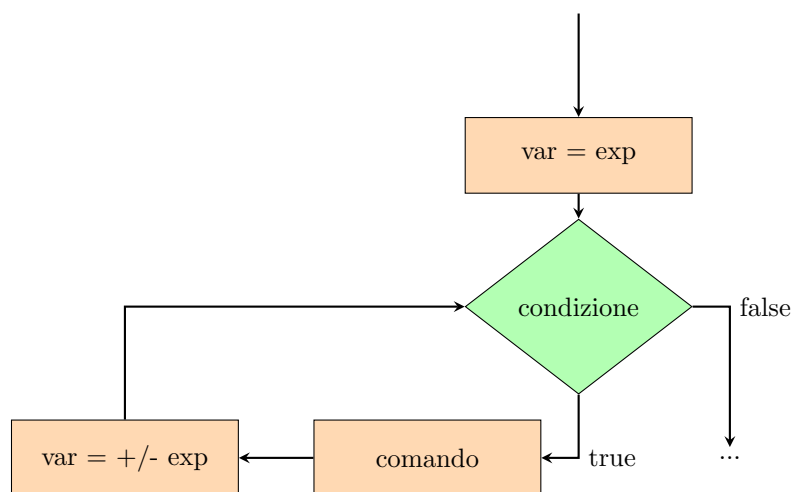 var = exp
condizione
false
var = +/- exp
comando
true
...